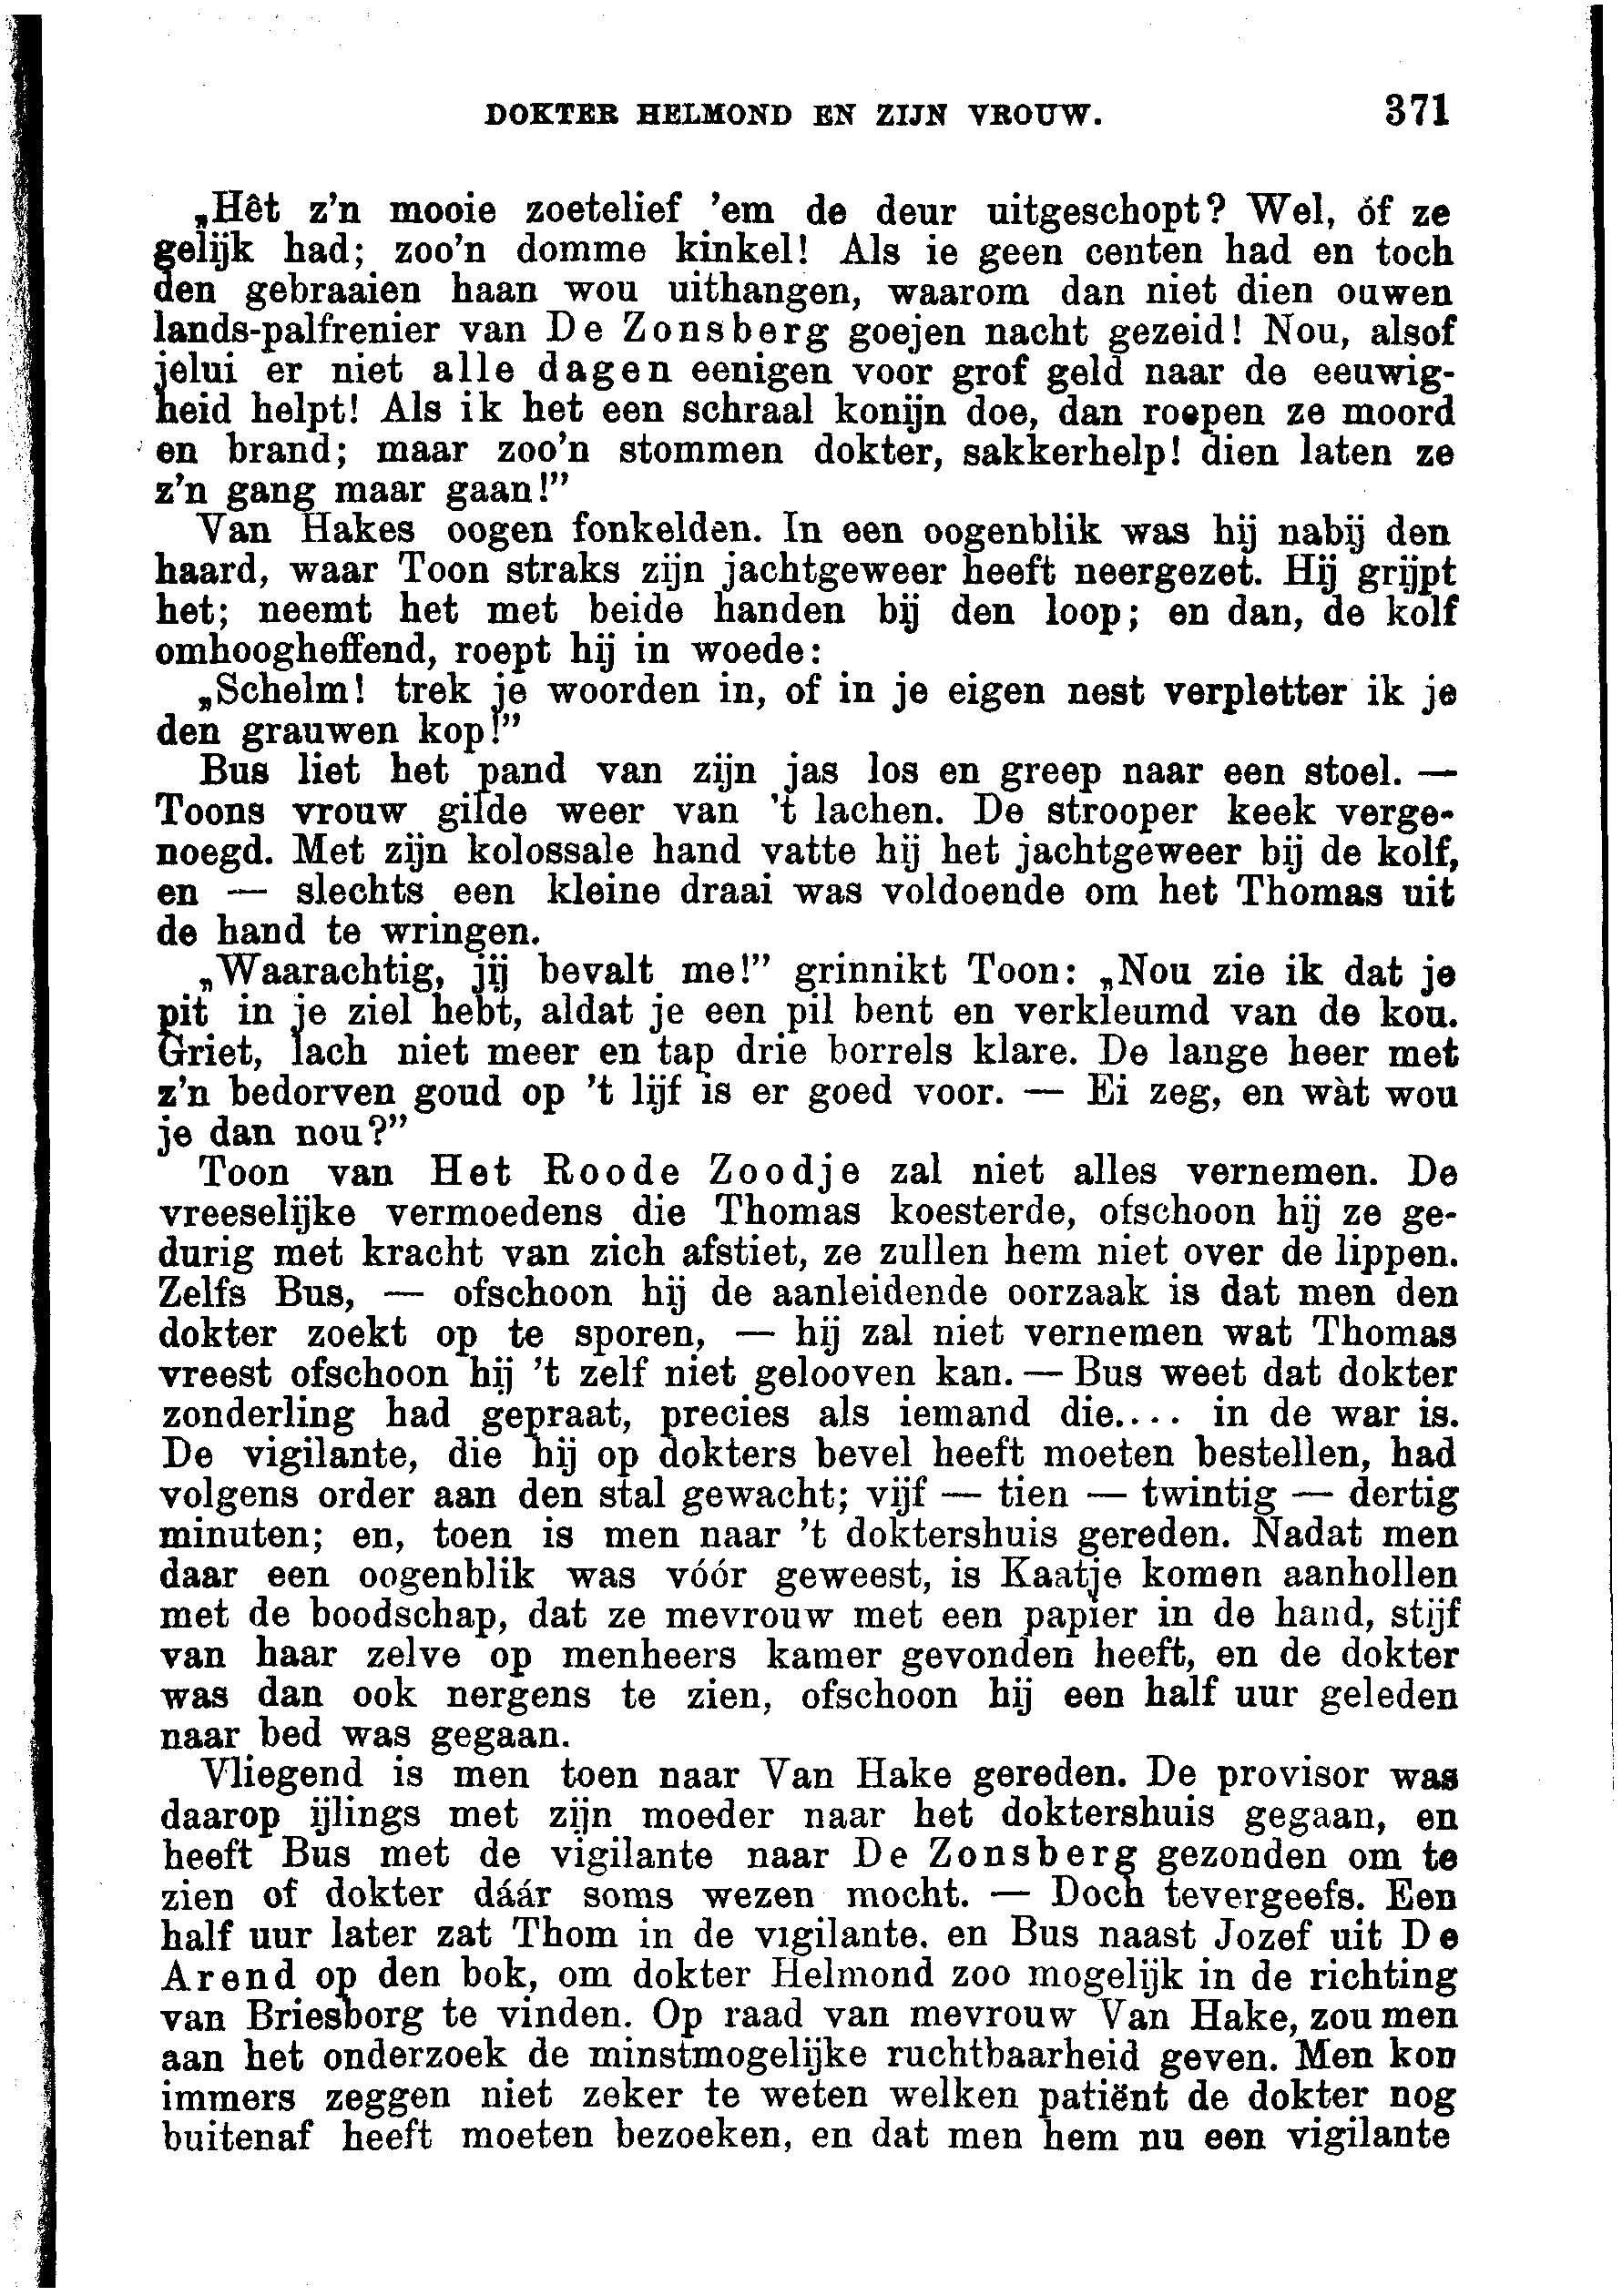 DOKTER HELMOND EN ZIJN VROUW. 371
„Hêt z'n mooie zoetelief 'em de deur uitgeschopt? Wel, óf ze
gelijk had; zoo'n domme kinkel! Als ie geen centen had en toch
den gebraaien haan wou uithangen, waarom dan niet dien ouwen
lands-palfrenier van De Zonsberg goejen nacht gezeid! Nou, alsof
jelui er niet alle dagen eenigen voor grof geld naar de eeuwig-
heid helpt! Als ik het een schraal konijn doe, dan roepen ze moord
en brand; maar zoo'n stommen dokter, sakkerhelp! dien laten ze
z'n gang maar gaan!”
Van Hakes oogen fonkelden. In een oogenblik was hij nabij den
haard, waar Toon straks zijn jachtgeweer heeft neergezet. Hij grijpt
het; neemt het met beide handen bij den loop; en dan, de kolf
omhoogheffend, roept hij in woede:
„Schelm! trek je woorden in, of in je eigen nest verpletter ik je
den grauwen kop!”
Bus liet het pand van zijn jas los en greep naar een stoel. —
Toons vrouw gilde weer van 't lachen. De strooper keek verge-
noegd. Met zijn kolossale hand vatte hij het jachtgeweer bij de kolf,
en — slechts een kleine draai was voldoende om het Thomas uit
de hand te wringen.
„Waarachtig, jij bevalt me!” grinnikt Toon: „Nou zie ik dat je
pit in je ziel hebt, aldat je een pil bent en verkleumd van de kou.
Griet, lach niet meer en tap drie borrels klare. De lange heer met
z'n bedorven goud op 't lijf is er goed voor. — Ei zeg, en wàt wou
je dan nou?”
Toon van Het Roode Zoodje zal niet alles vernemen. De
vreeselijke vermoedens die Thomas koesterde, ofschoon hij ze ge-
durig met kracht van zich afstiet, ze zullen hem niet over de lippen.
Zelfs Bus, — ofschoon hij de aanleidende oorzaak is dat men den
dokter zoekt op te sporen, — hij zal niet vernemen wat Thomas
vreest ofschoon hij 't zelf niet gelooven kan. — Bus weet dat dokter
zonderling had gepraat, precies als iemand die.... in de war is.
De vigilante, die hij op dokters bevel heeft moeten bestellen, had
volgens order aan den stal gewacht; vijf — tien — twintig — dertig
minuten; en, toen is men naar 't doktershuis gereden. Nadat men
daar een oogenblik was vóór geweest, is Kaatje komen aanhollen
met de boodschap, dat ze mevrouw met een papier in de hand, stijf
van haar zelve op menheers kamer gevonden heeft, en de dokter
was dan ook nergens te zien, ofschoon hij een half uur geleden
naar bed was gegaan.
Vliegend is men toen naar Van Hake gereden. De provisor was
daarop ijlings met zijn moeder naar het doktershuis gegaan, en
heeft Bus met de vigilante naar De Zonsberg gezonden om te
zien of dokter dáár soms wezen mocht. — Doch tevergeefs. Een
half uur later zat Thom in de vigilante. en Bus naast Jozef uit De
Arend op den bok, om dokter Helmond zoo mogelijk in de richting
van Briesborg te vinden. Op raad van mevrouw Van Hake, zou men
aan het onderzoek de minstmogelijke ruchtbaarheid geven. Men kon
immers zeggen niet zeker te weten welken patiënt de dokter nog
buitenaf heeft moeten bezoeken, en dat men hem nu een vigilante